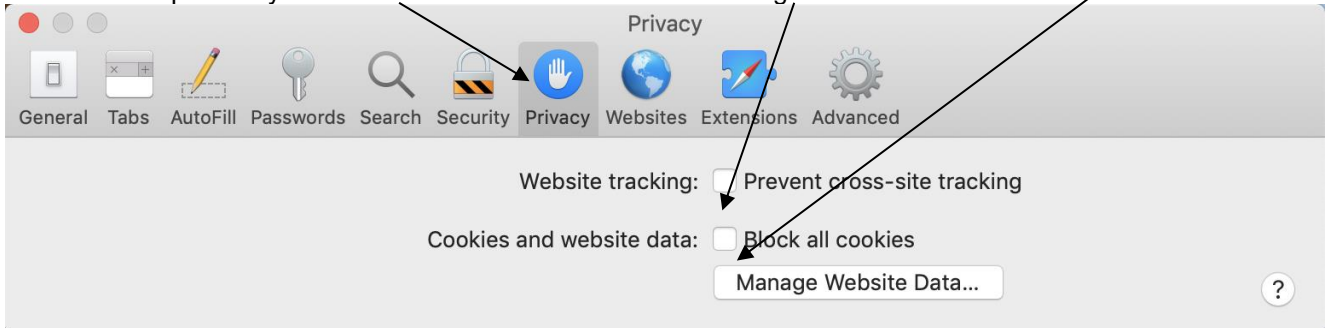 Privacy
General Tabs AutoFill Passwords Search Security Privacy Websites Extensions Advanced
Website tracking: Prevent cross-site tracking
Cookies and website data: Block all cookies
Manage Website Data...
?